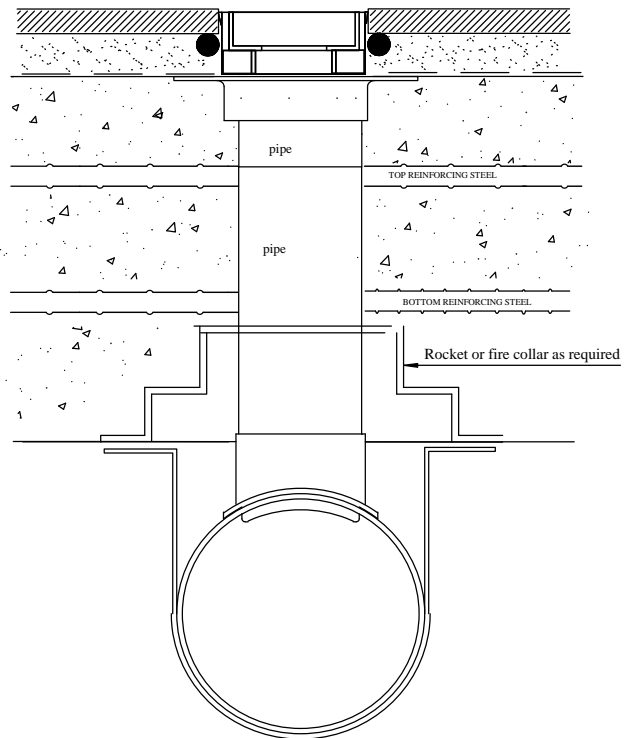 pipe
TOP REINFORCING STEEL
pipe
BOTTOM REINFORCING STEEL
Rocket or fire collar as required